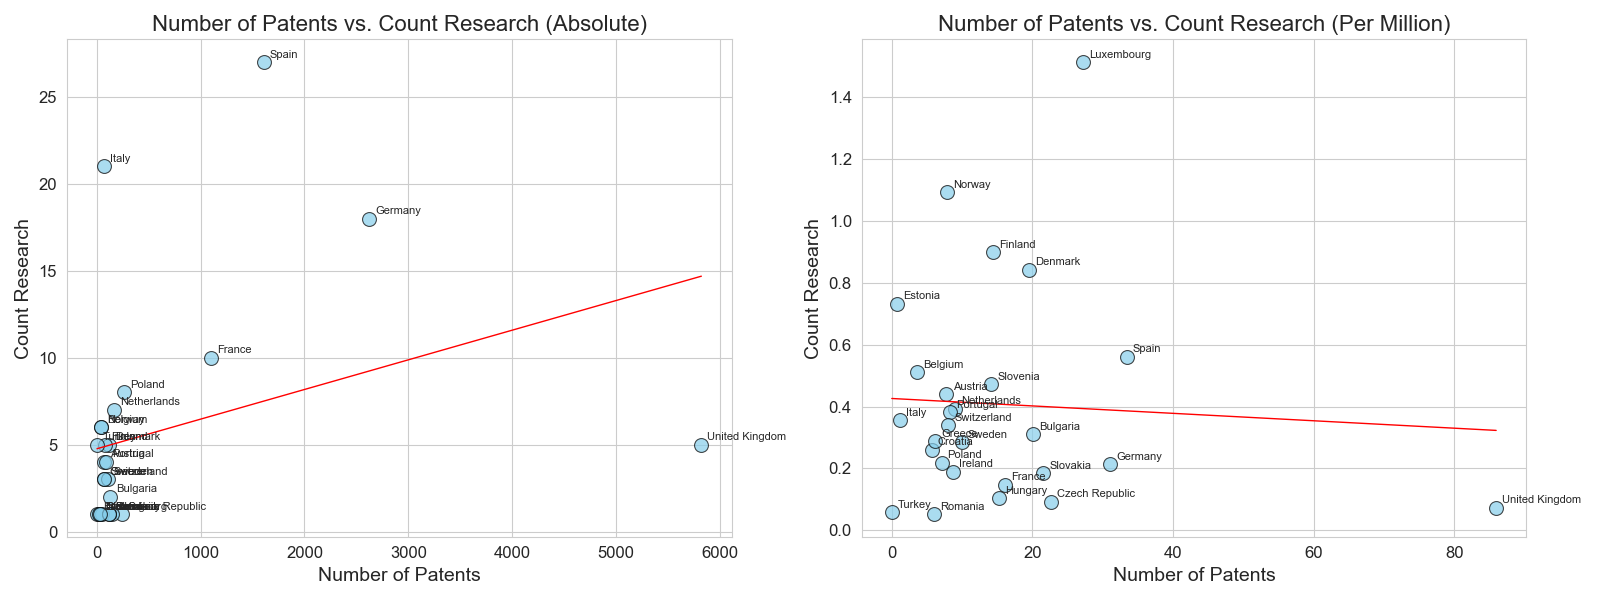 Number of Patents vs. Count Research (Absolute)
Count Research
25
20
15
10
5
0
Spain
Italy
Germany
France
Poland
Netherlands
Belgium
Denmark
Portugal
Switzerland
Bulgaria
Czech Republic
United Kingdom
0 1000 2000 3000 4000 5000 6000
Number of Patents
Number of Patents vs. Count Research (Per Million)
Count Research
1.4
1.2
1.0
0.8
0.6
0.4
0.2
0.0
Luxembourg
Norway
Finland
Denmark
Estonia
Spain
Belgium
Slovenia
Austria
Netherlands
Portugal
Italy
Switzerland
Bulgaria
Greece
Sweden
Croatia
Poland
Germany
Ireland
Slovakia
France
Hungary
Czech Republic
United Kingdom
Turkey
Romania
0 20 40 60 80
Number of Patents